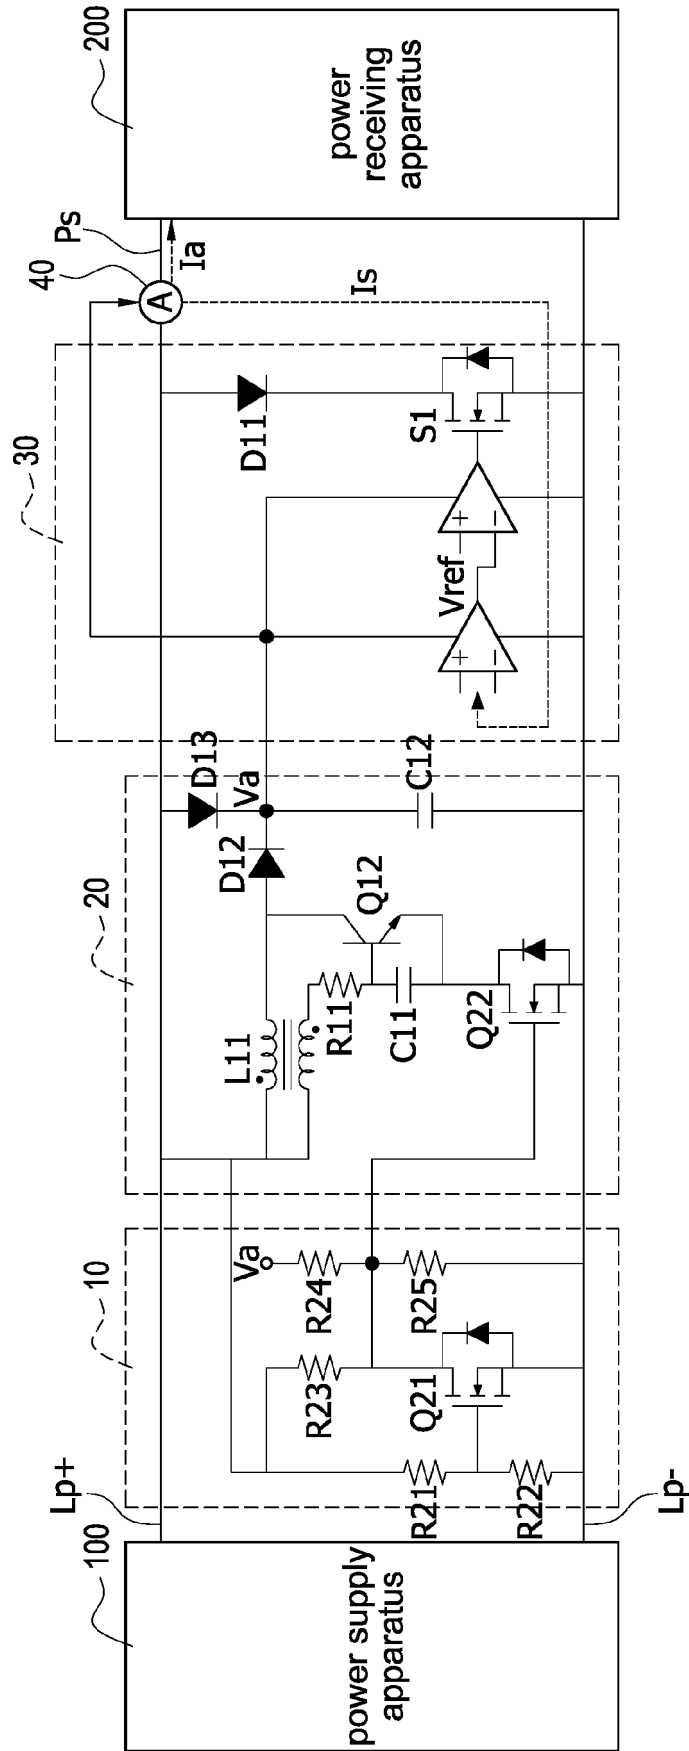 100
power supply
apparatus
Lp+
Lp-
10
Va
R24
R23
R25
Q21
R21
R22
20
L11
R11
C11
Q12
Q22
D12
D13
Va
C12
30
Vref
+
−
+
−
S1
D11
40
A
Ps
Ia
Is
200
power
receiving
apparatus